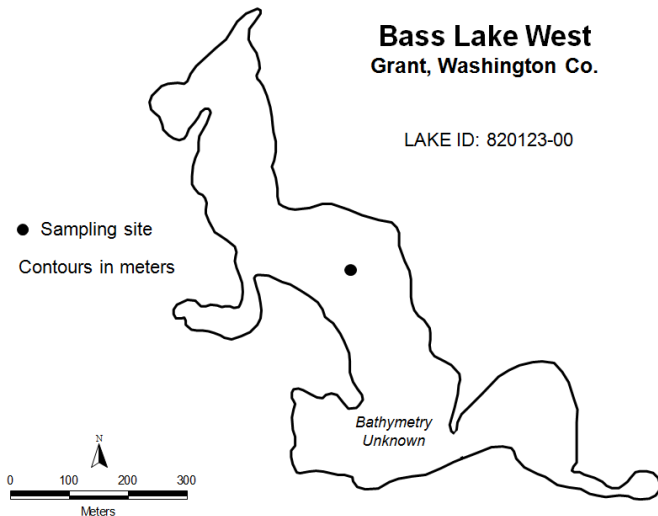 Bass Lake West
Grant, Washington Co.
LAKE ID: 820123-00
Sampling site
Contours in meters
Bathymetry
Unknown
N
0 100 200 300
Meters